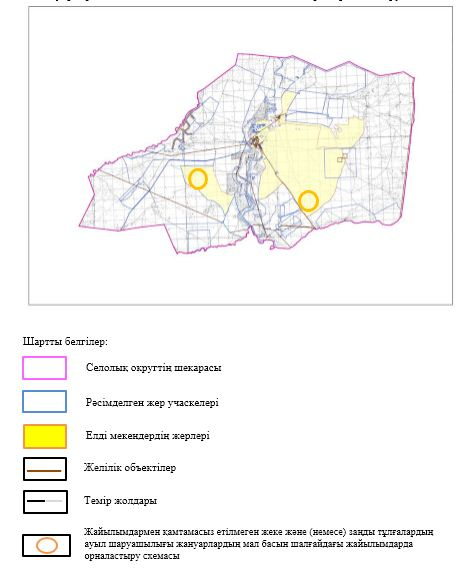 Шартты белгілер:
Селолық округтің шекарасы
Рәсімделген жер учаскелері
Елді мекендердің жерлері
Желілік объектілер
Темір жолдары
Жайылымдармен қамтамасыз етілмеген жеке және (немесе) заңды тұлғалардың
ауыл шаруашылығы жануарлардың мал басын шалғайдағы жайылымдарда
орналастыру схемасы